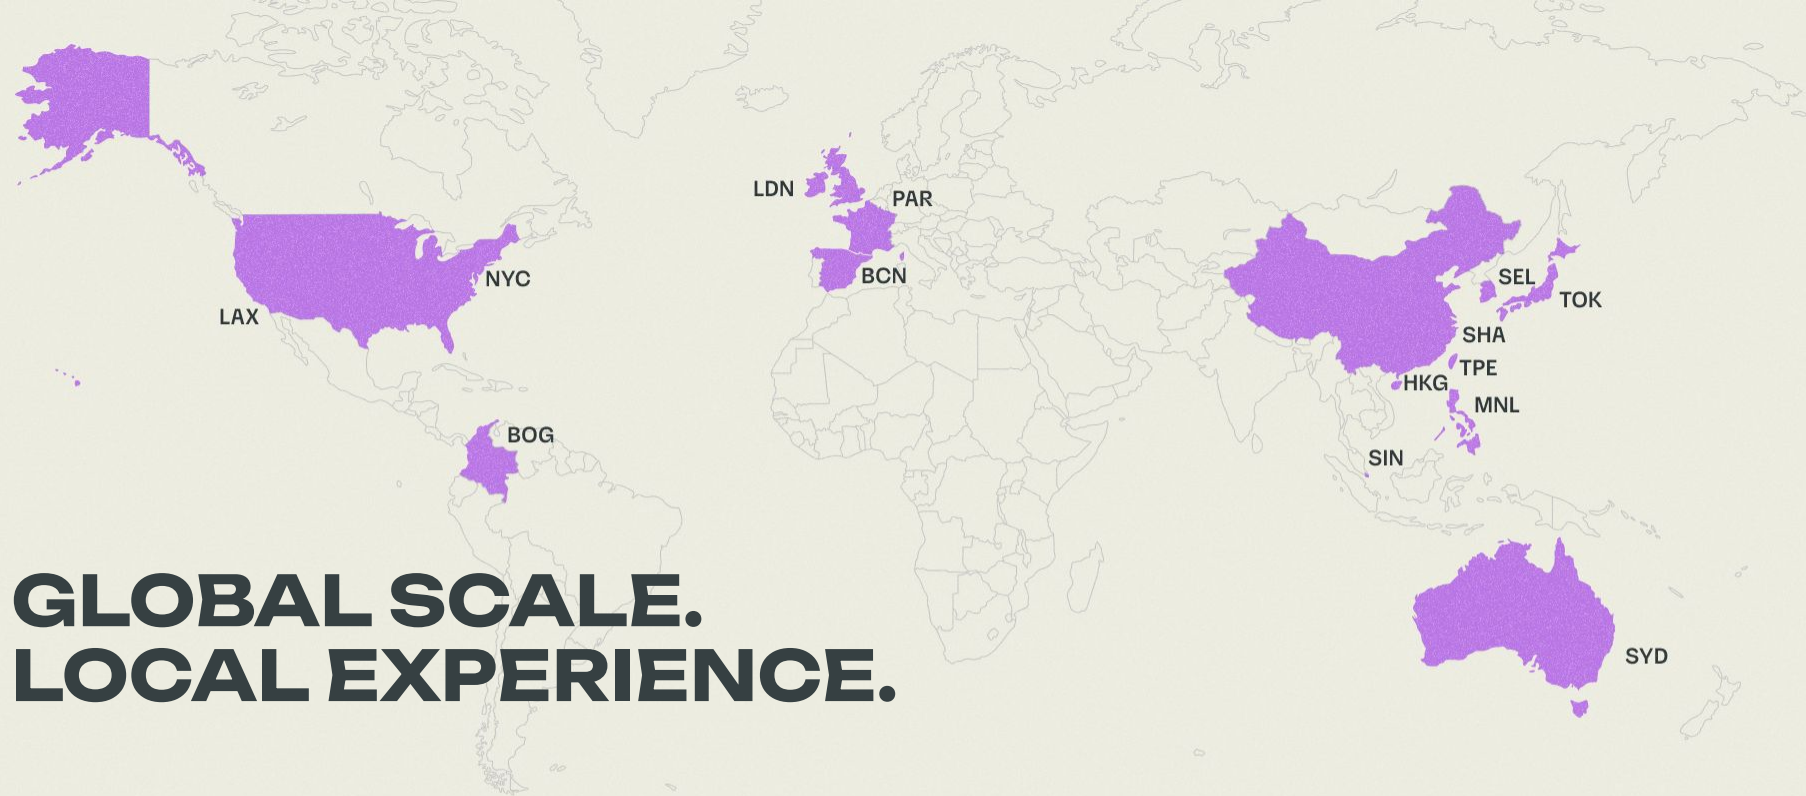 LDN
PAR
BCN
NYC
LAX
SEL
TOK
SHA
TPE
HKG
MNL
BOG
SIN
GLOBAL SCALE.
LOCAL EXPERIENCE.
SYD